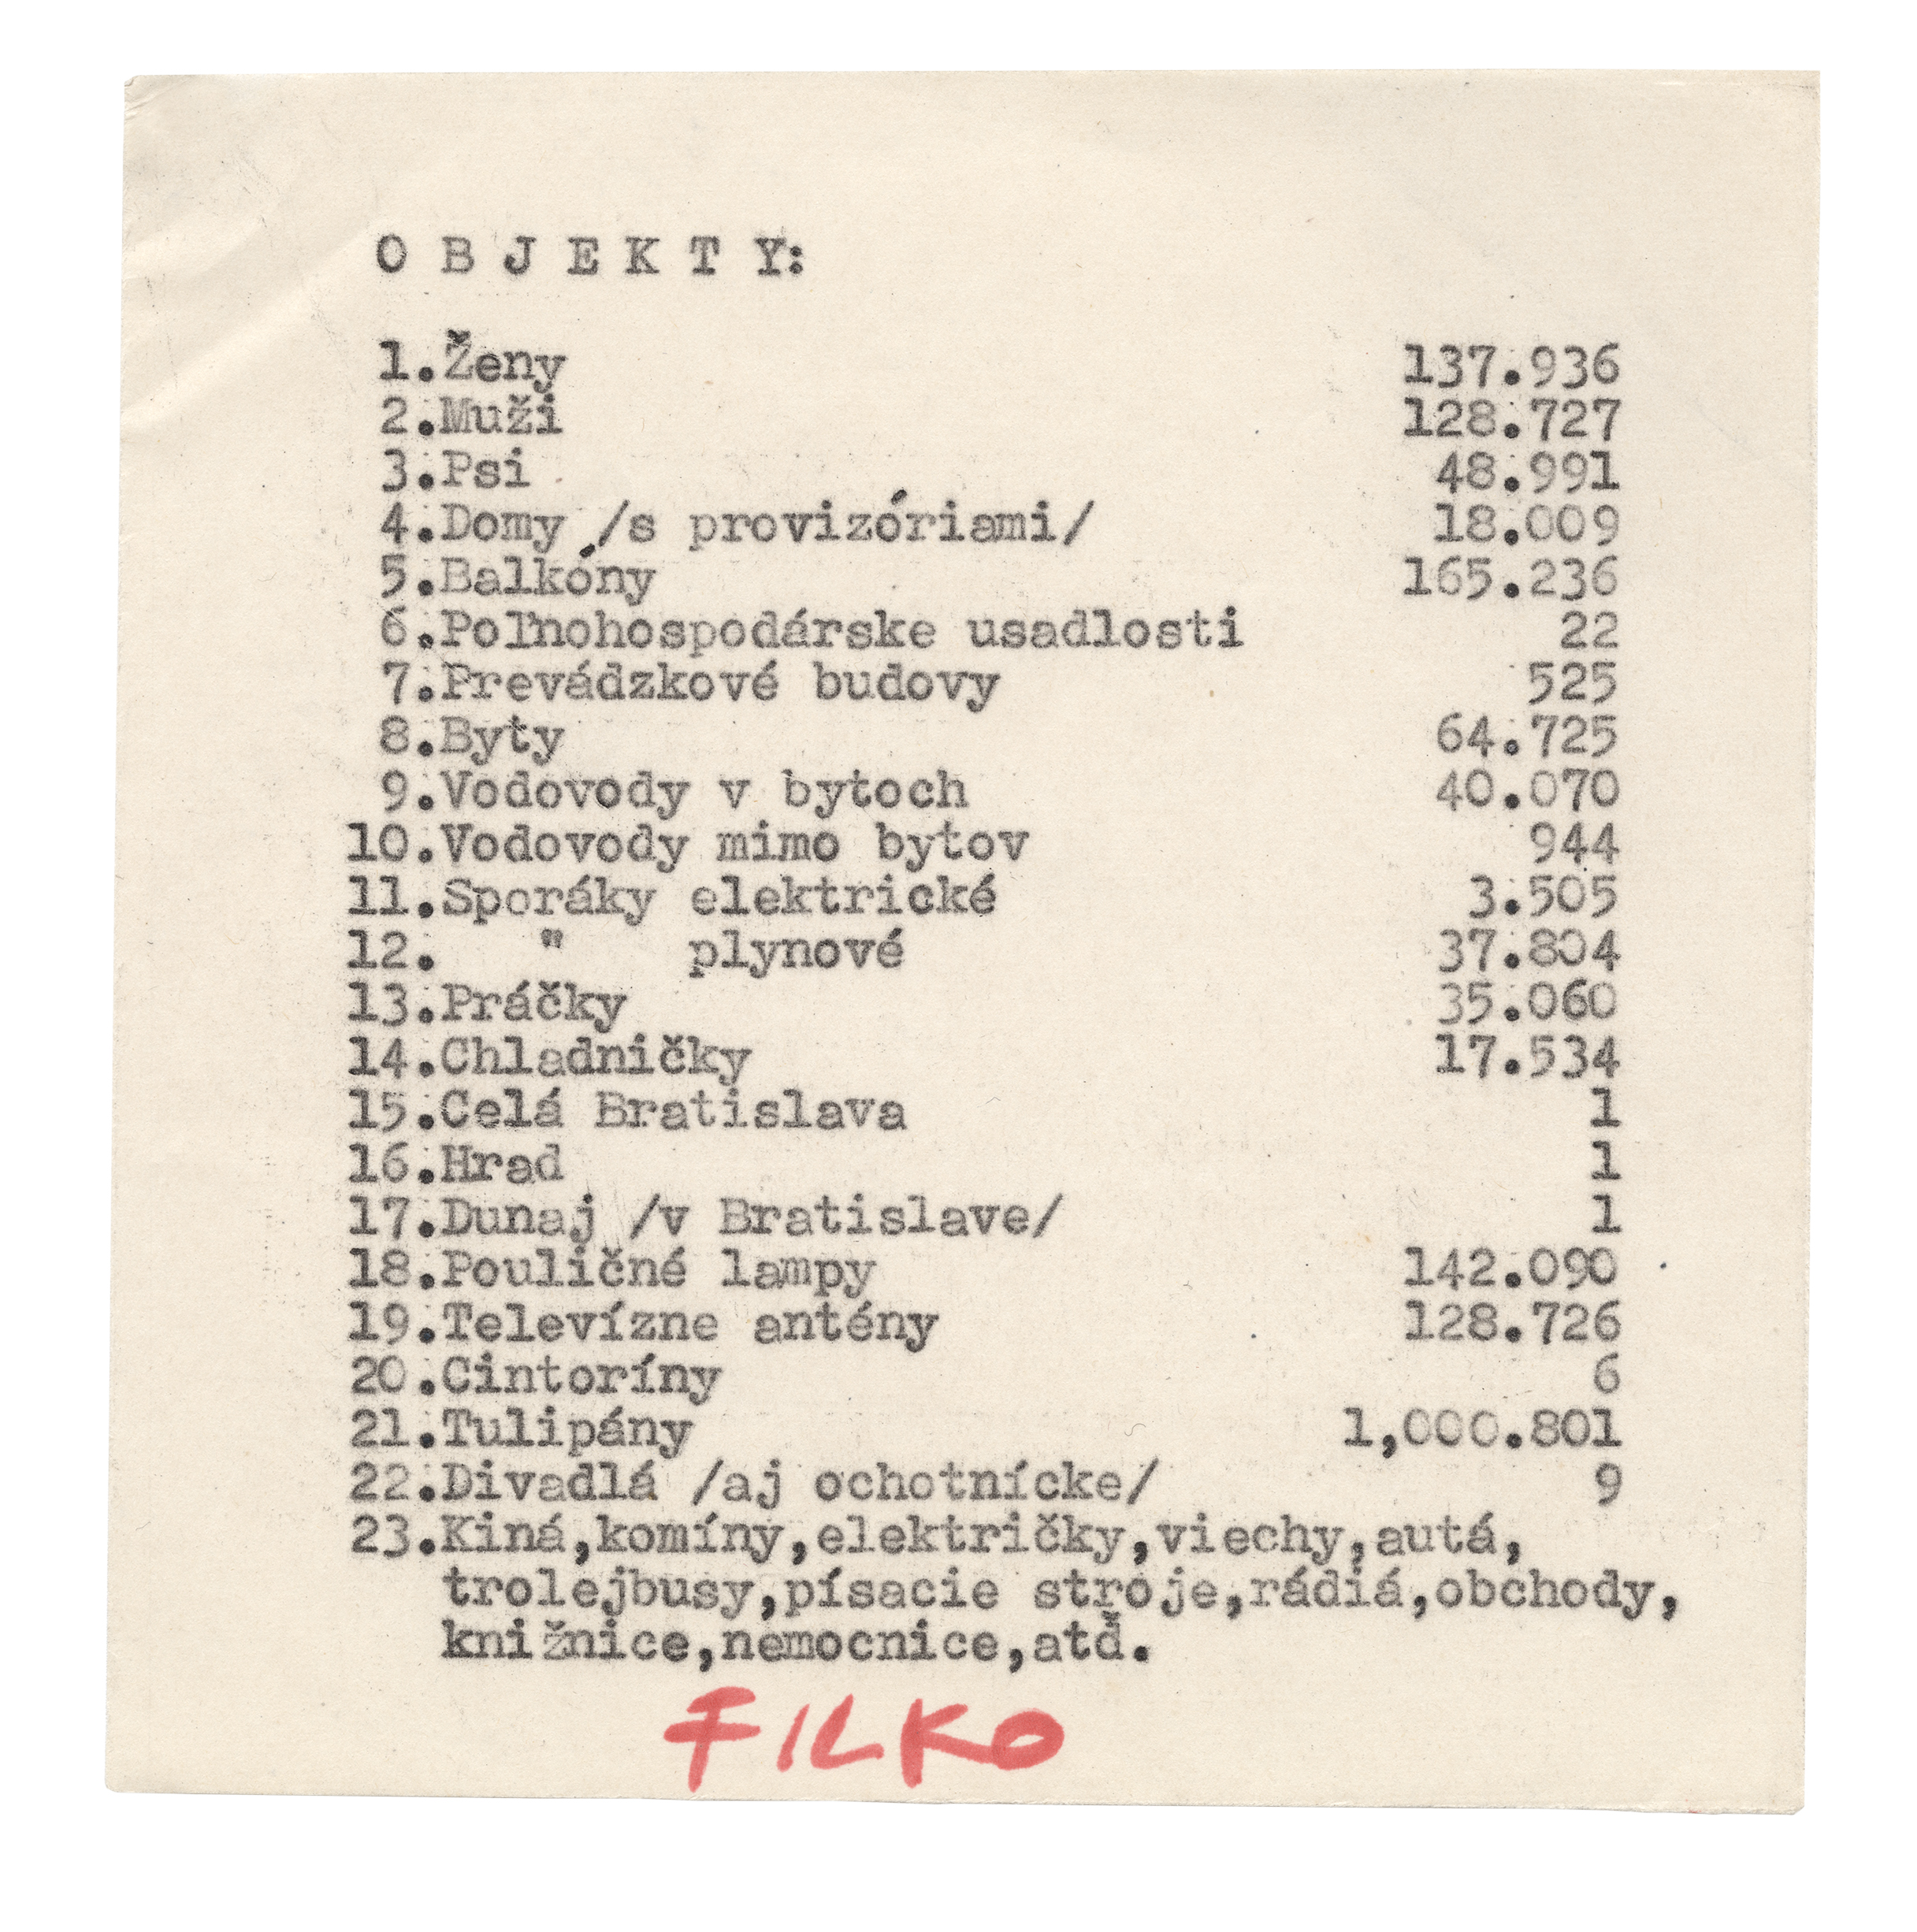 O B J E K T Y:
1.Ženy 137.936
2.Muži 128.727
3.Psi 48.991
4.Domy /s provizóriami/ 18.009
5.Balkóny 165.236
6.Poľnohospodárske usadlosti 22
7.Prevádzkové budovy 525
8.Byty 64.725
9.Vodovody v bytoch 40.070
10.Vodovody mimo bytov 944
11.Sporáky elektrické 3.505
12. " plynové 37.804
13.Práčky 35.060
14.Chladničky 17.534
15.Celá Bratislava 1
16.Hrad 1
17.Dunaj /v Bratislave/ 1
18.Pouličné lampy 142.090
19.Televízne antény 128.726
20.Cintoríny 6
21.Tulipány 1,000.801
22.Divadlá /aj ochotnícke/ 9
23.Kiná,komíny,električky,viechy,autá,
trolejbusy,písacie stroje,rádiá,obchody,
knižnice,nemocnice,atď.
FILKO